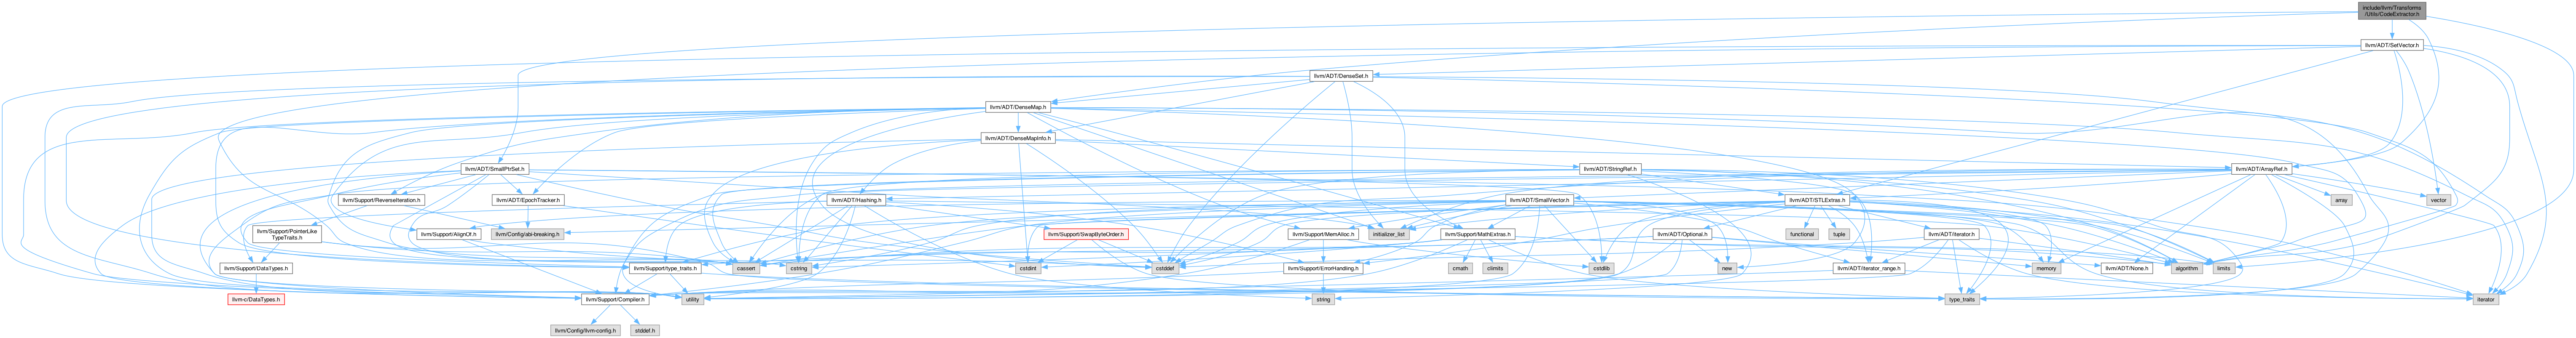 include/llvm/Transforms
/Utils/CodeExtractor.h
llvm/ADT/SetVector.h
llvm/ADT/DenseSet.h
llvm/ADT/DenseMap.h
llvm/ADT/DenseMapInfo.h
llvm/ADT/SmallPtrSet.h
llvm/ADT/StringRef.h
llvm/ADT/ArrayRef.h
llvm/Support/ReverseIteration.h
llvm/ADT/EpochTracker.h
llvm/ADT/Hashing.h
llvm/ADT/SmallVector.h
llvm/ADT/STLExtras.h
array
vector
llvm/Support/PointerLike
TypeTraits.h
llvm/Support/AlignOf.h
llvm/Config/abi-breaking.h
llvm/Support/SwapByteOrder.h
llvm/Support/MemAlloc.h
initializer_list
llvm/Support/MathExtras.h
llvm/ADT/Optional.h
functional
tuple
llvm/ADT/iterator.h
llvm/Support/DataTypes.h
llvm/Support/type_traits.h
cassert
cstring
cstdint
cstddef
llvm/Support/ErrorHandling.h
cstdlib
cmath
climits
new
llvm/ADT/iterator_range.h
memory
llvm/ADT/None.h
algorithm
limits
llvm-c/DataTypes.h
llvm/Support/Compiler.h
utility
string
type_traits
iterator
llvm/Config/llvm-config.h
stddef.h